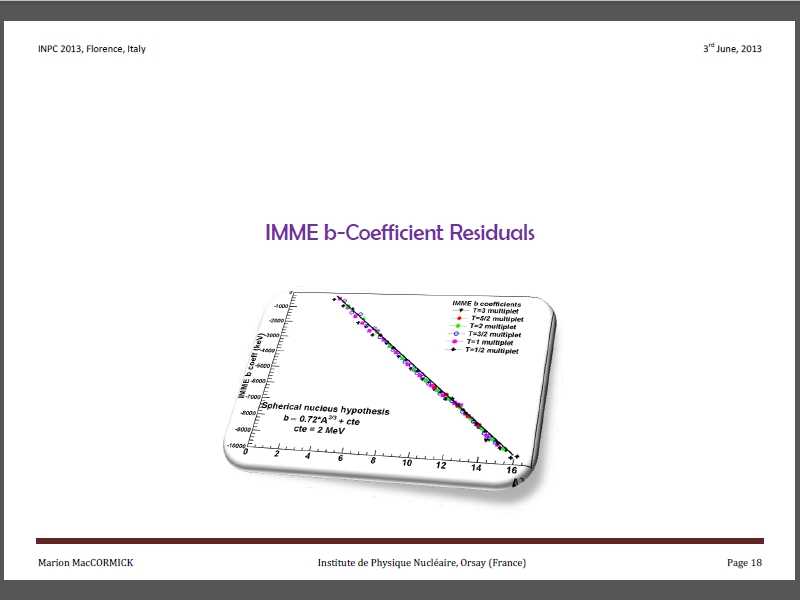 INPC 2013, Florence, Italy
3rd June, 2013
IMME b-Coefficient Residuals
IMME b coefficients
T=3 multiplet
T=5/2 multiplet
T=2 multiplet
T=3/2 multiplet
T=1 multiplet
T=1/2 multiplet
IMME b coeff (keV)
0
-1000
-2000
-3000
-4000
-5000
-6000
-7000
-8000
-9000
-10000
Spherical nucleus hypothesis
b ~ 0.72*A2/3 + cte
cte = 2 MeV
0 2 4 6 8 10 12 14 16
Marion MacCORMICK
Institute de Physique Nucléaire, Orsay (France)
Page 18